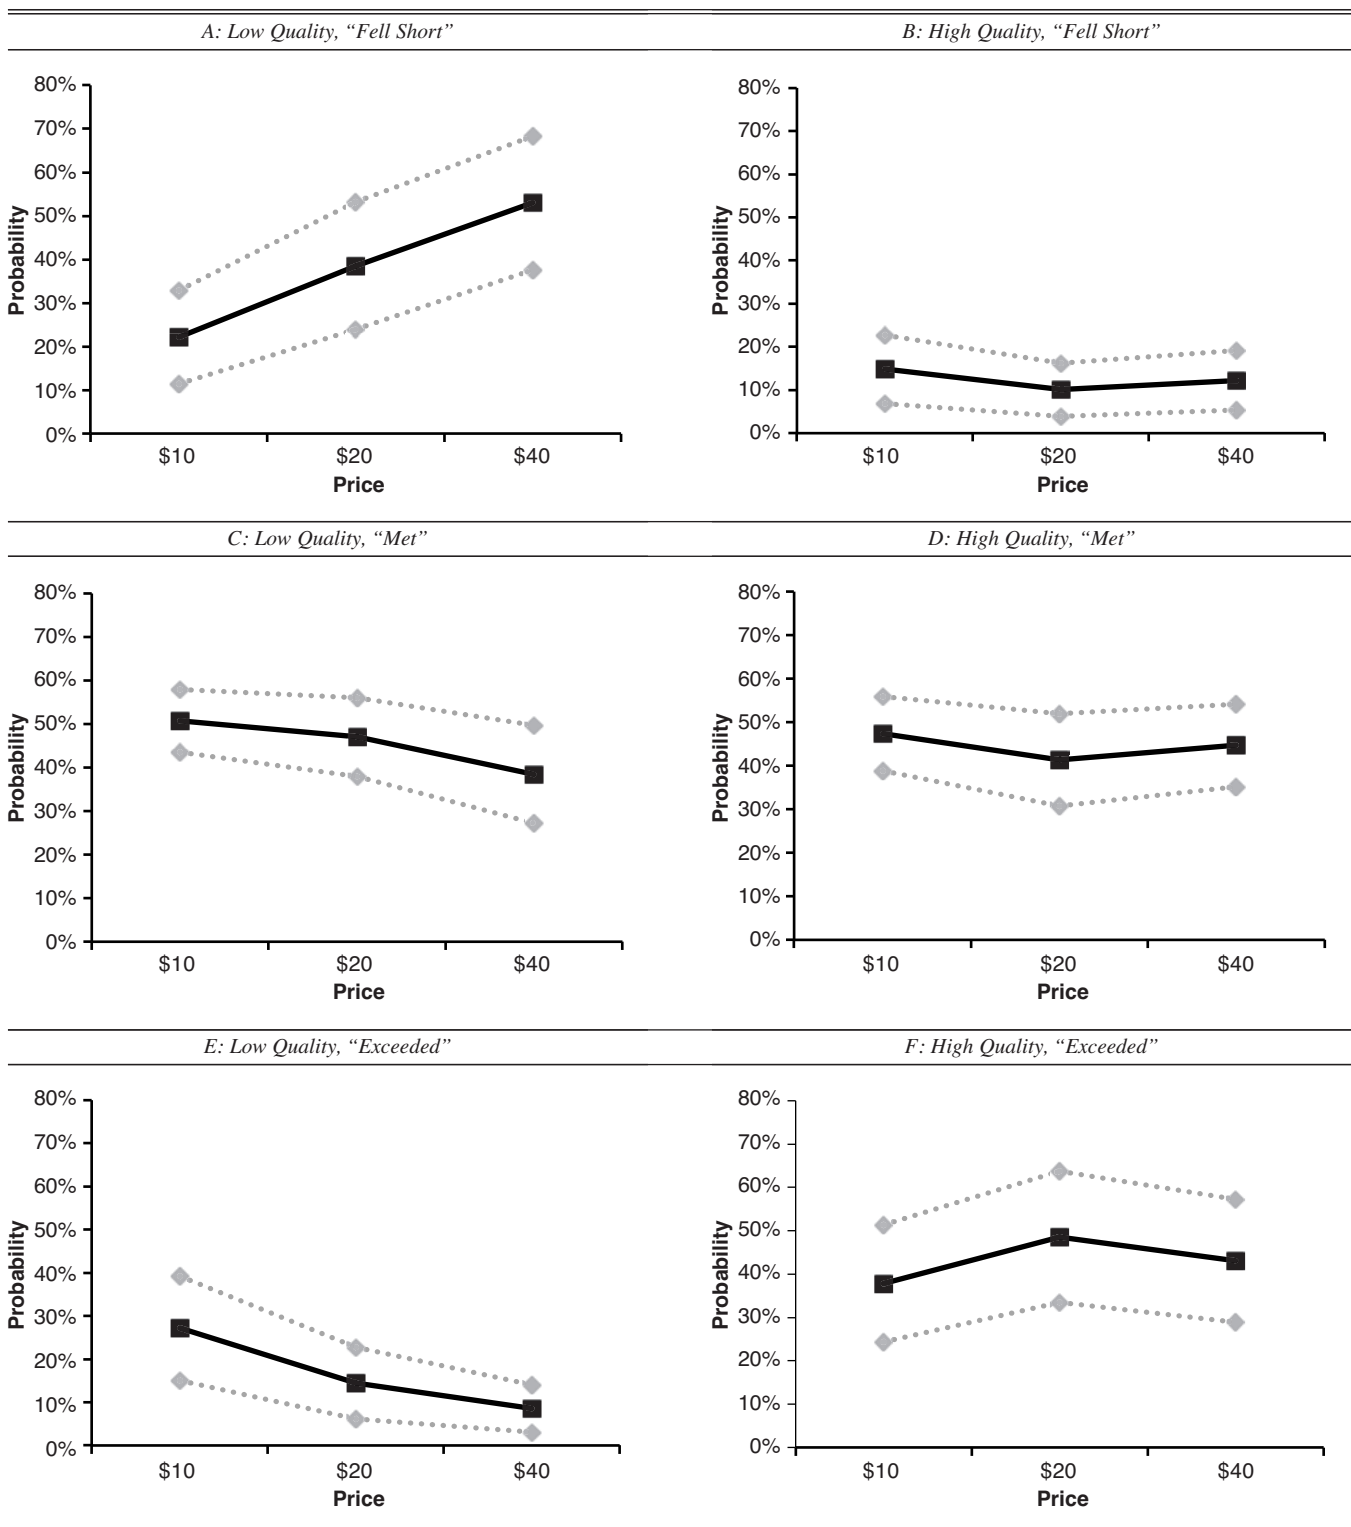 A: Low Quality, “Fell Short”
80%
70%
60%
50%
40%
30%
20%
10%
0%
Probability
$10 $20 $40
Price
B: High Quality, “Fell Short”
80%
70%
60%
50%
40%
30%
20%
10%
0%
Probability
$10 $20 $40
Price
C: Low Quality, “Met”
80%
70%
60%
50%
40%
30%
20%
10%
0%
Probability
$10 $20 $40
Price
D: High Quality, “Met”
80%
70%
60%
50%
40%
30%
20%
10%
0%
Probability
$10 $20 $40
Price
E: Low Quality, “Exceeded”
80%
70%
60%
50%
40%
30%
20%
10%
0%
Probability
$10 $20 $40
Price
F: High Quality, “Exceeded”
80%
70%
60%
50%
40%
30%
20%
10%
0%
Probability
$10 $20 $40
Price